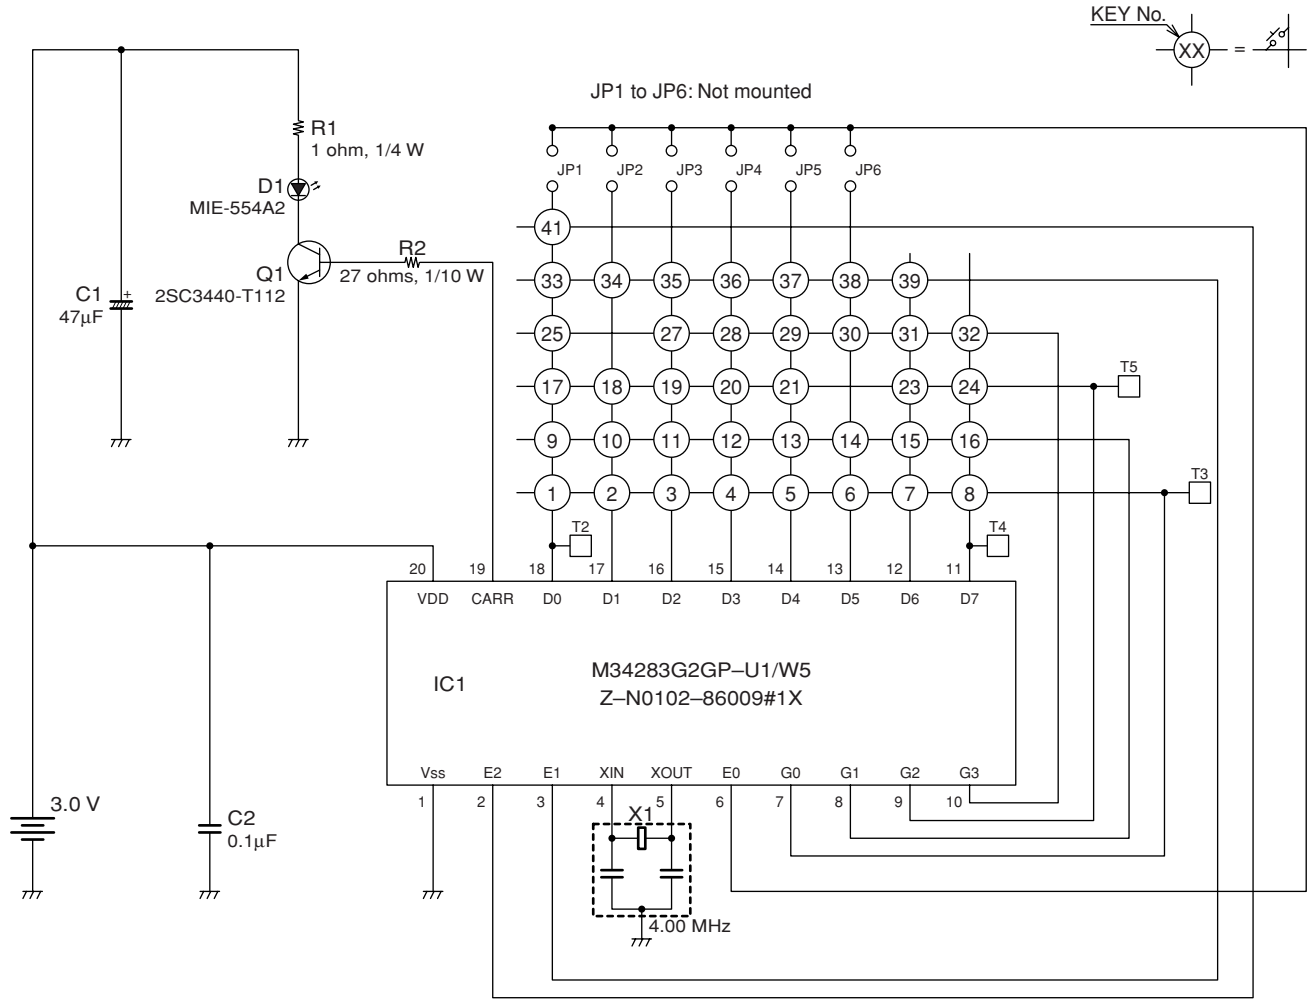 KEY No.
XX
=
JP1 to JP6: Not mounted
R1
1 ohm, 1/4 W
JP1 JP2 JP3 JP4 JP5 JP6
D1
MIE-554A2
41
R2
27 ohms, 1/10 W
Q1
2SC3440-T112
33 34 35 36 37 38 39
C1
+
47µF
25 27 28 29 30 31 32
17 18 19 20 21 23 24
T5
9 10 11 12 13 14 15 16
1 2 3 4 5 6 7 8
T3
T2
T4
20 19 18 17 16 15 14 13 12 11
VDD CARR D0 D1 D2 D3 D4 D5 D6 D7
IC1
M34283G2GP–U1/W5
Z–N0102–86009#1X
Vss E2 E1 XIN XOUT E0 G0 G1 G2 G3
1 2 3 4 5 6 7 8 9 10
3.0 V
C2
0.1µF
X1
4.00 MHz